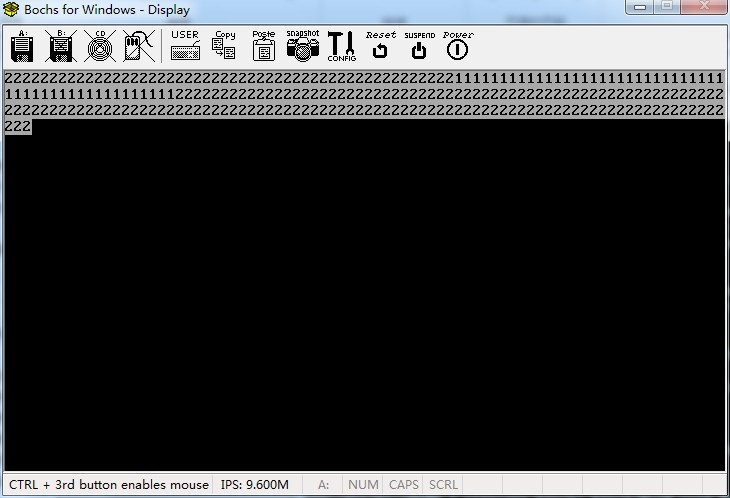 Bochs for Windows - Display
A: B: CD USER Copy Paste snapshot CONFIG Reset SUSPEND Power
22222222222222222222222222222222222222222222222222111111111111111111111111111111
11111111111111111112222222222222222222222222222222222222222222222222222222222222
22222222222222222222222222222222222222222222222222222222222222222222222222222222
222
CTRL + 3rd button enables mouse IPS: 9.600M A: NUM CAPS SCRL